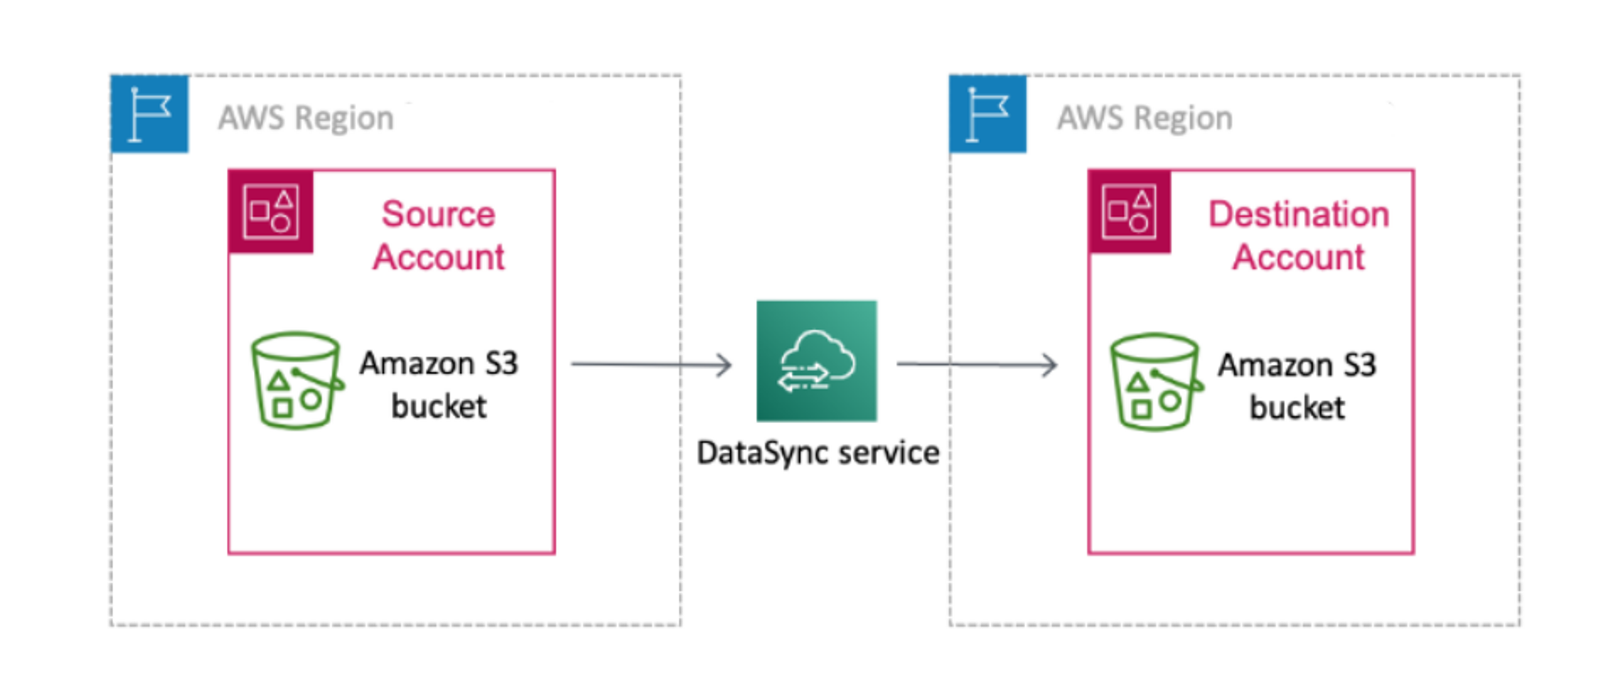 AWS Region
Source
Account
Amazon S3
bucket
DataSync service
AWS Region
Destination
Account
Amazon S3
bucket